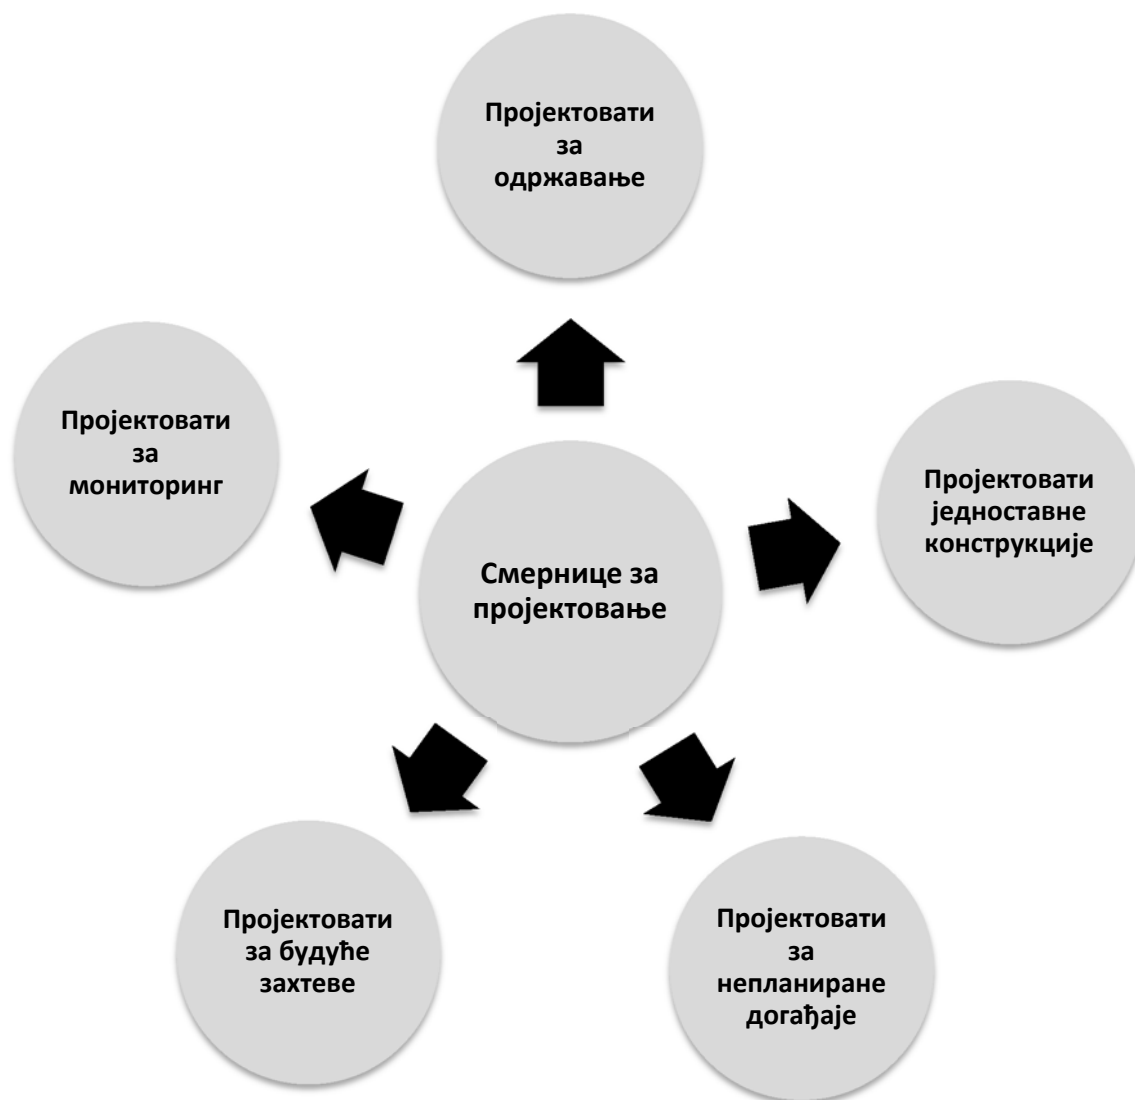 Пројектовати
за
одржавање
Пројектовати
за
мониторинг
Пројектовати
једноставне
конструкције
Смернице за
пројектовање
Пројектовати
за будуће
захтеве
Пројектовати
за
непланиране
догађаје